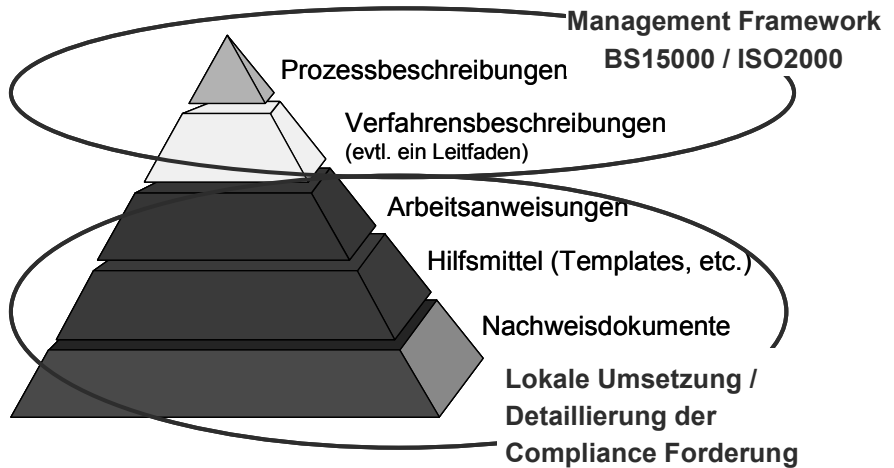 Management Framework
BS15000 / ISO2000
Prozessbeschreibungen
Verfahrensbeschreibungen
(evtl. ein Leitfaden)
Arbeitsanweisungen
Hilfsmittel (Templates, etc.)
Nachweisdokumente
Lokale Umsetzung /
Detaillierung der
Compliance Forderung